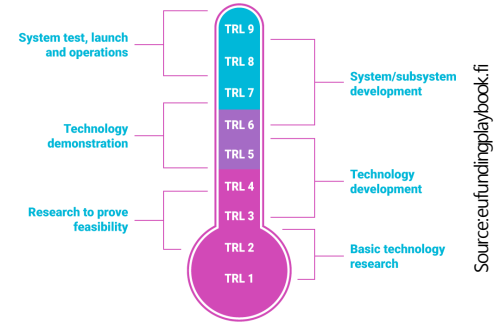 System test, launch
and operations
Technology
demonstration
Research to prove
feasibility
TRL 9
TRL 8
TRL 7
TRL 6
TRL 5
TRL 4
TRL 3
TRL 2
TRL 1
System/subsystem
development
Technology
development
Basic technology
research
Source:eufundingplaybook.fi